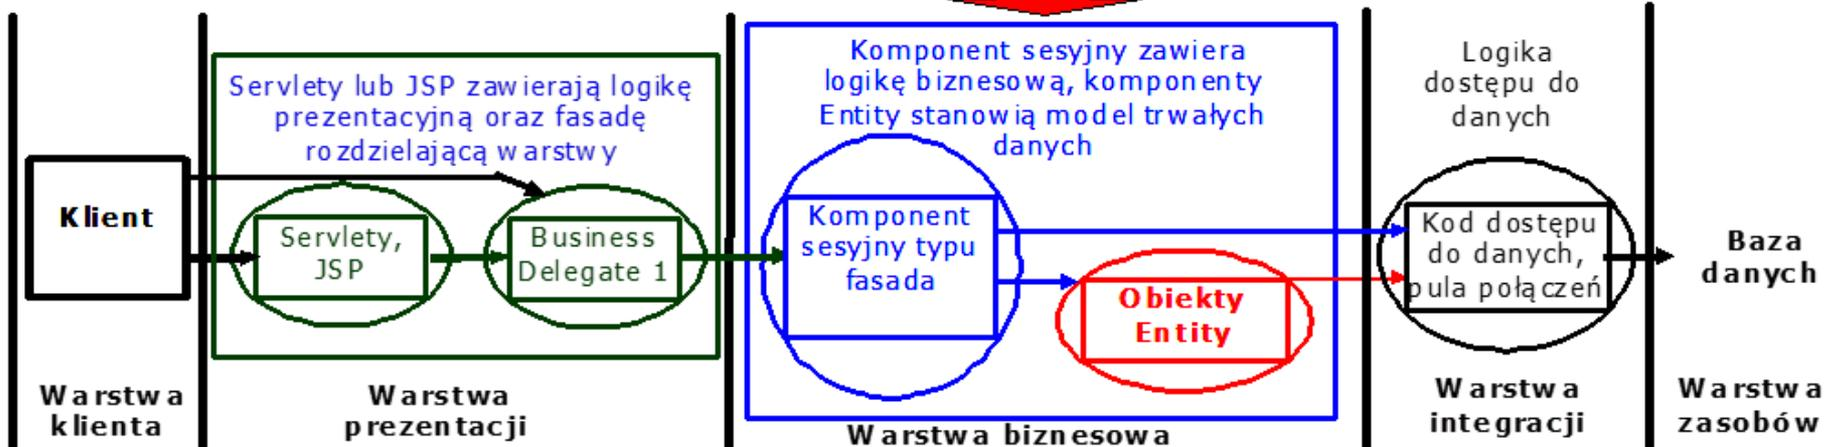 Klient
Warstwa
klienta
Servlety lub JSP zawierają logikę
prezentacyjną oraz fasadę
rozdzielającą warstwy
Servlety,
JSP
Business
Delegate 1
Warstwa
prezentacji
Komponent sesyjny zawiera
logikę biznesową, komponenty
Entity stanowią model trwałych
danych
Komponent
sesyjny typu
fasada
Obiekty
Entity
Warstwa biznesowa
Logika
dostępu do
danych
Kod dostępu
do danych,
pula połączeń
Warstwa
integracji
Baza
danych
Warstwa
zasobów